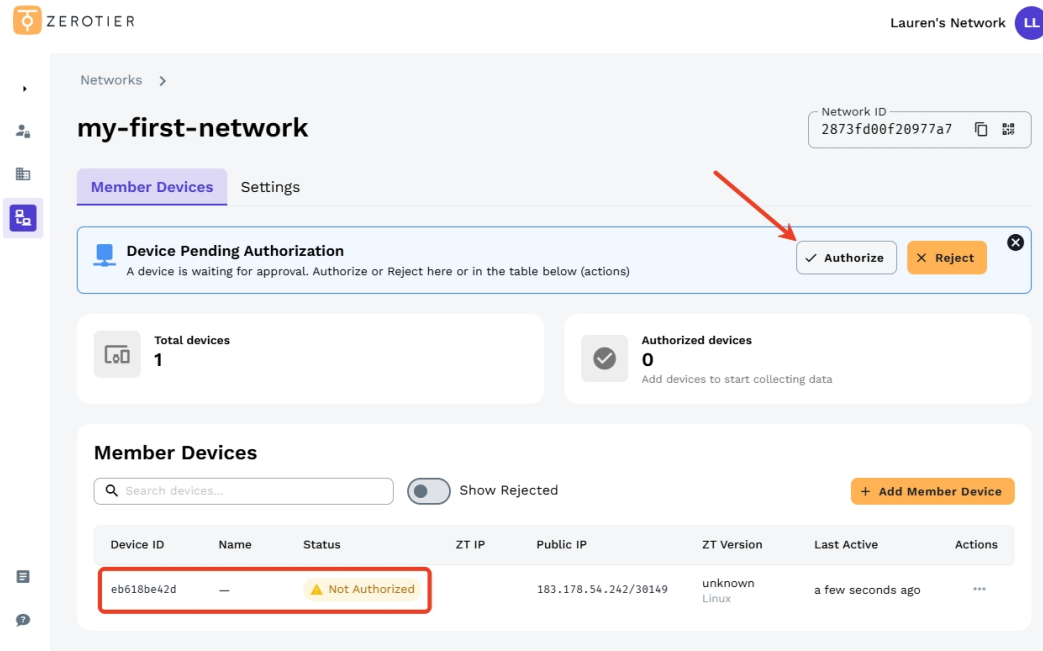 ZEROTIER
Lauren's Network
LL
Networks
my-first-network
Network ID
2873fd00f20977a7
Member Devices
Settings
Device Pending Authorization
A device is waiting for approval. Authorize or Reject here or in the table below (actions)
Authorize
Reject
Total devices
1
Authorized devices
0
Add devices to start collecting data
Member Devices
Search devices...
Show Rejected
+ Add Member Device
Device ID Name Status ZT IP Public IP ZT Version Last Active Actions
eb618be42d — Not Authorized 183.178.54.242/30149 unknown a few seconds ago ...
Linux